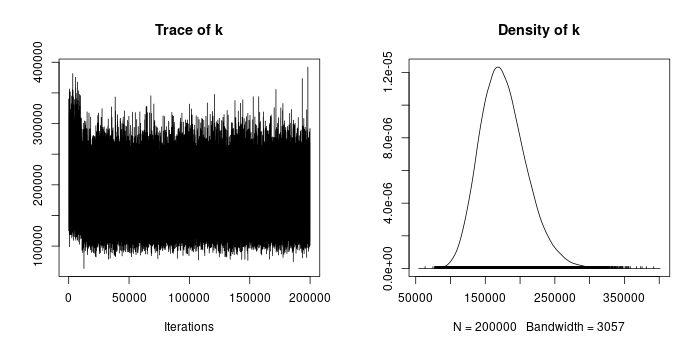 Trace of k
400000
300000
200000
100000
0
50000
100000
150000
200000
Iterations
Density of k
1.2e-05
8.0e-06
4.0e-06
0.0e+00
50000
150000
250000
350000
N = 200000 Bandwidth = 3057